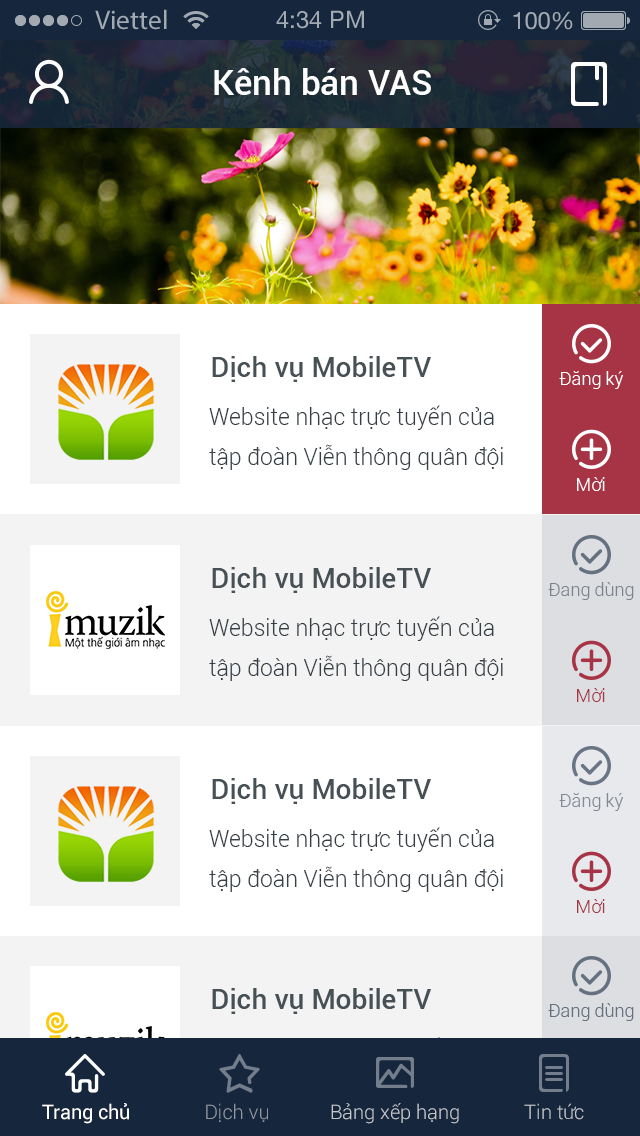 Viettel 4:34 PM 100%
Kênh bán VAS
Dịch vụ MobileTV
Website nhạc trực tuyến của
tập đoàn Viễn thông quân đội
Đăng ký
Mời
imuzik
Một thế giới âm nhạc
Dịch vụ MobileTV
Website nhạc trực tuyến của
tập đoàn Viễn thông quân đội
Đang dùng
Mời
Dịch vụ MobileTV
Website nhạc trực tuyến của
tập đoàn Viễn thông quân đội
Đăng ký
Mời
imuzik
Dịch vụ MobileTV
Đang dùng
Trang chủ Dịch vụ Bảng xếp hạng Tin tức